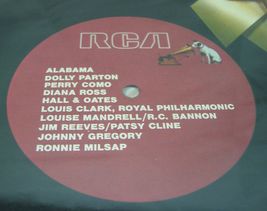 RCA
ALABAMA
DOLLY PARTON
PERRY COMO
DIANA ROSS
HALL & OATES
LOUIS CLARK, ROYAL PHILHARMONIC
LOUISE MANDRELL/R.C. BANNON
JIM REEVES/PATSY CLINE
JOHNNY GREGORY
RONNIE MILSAP